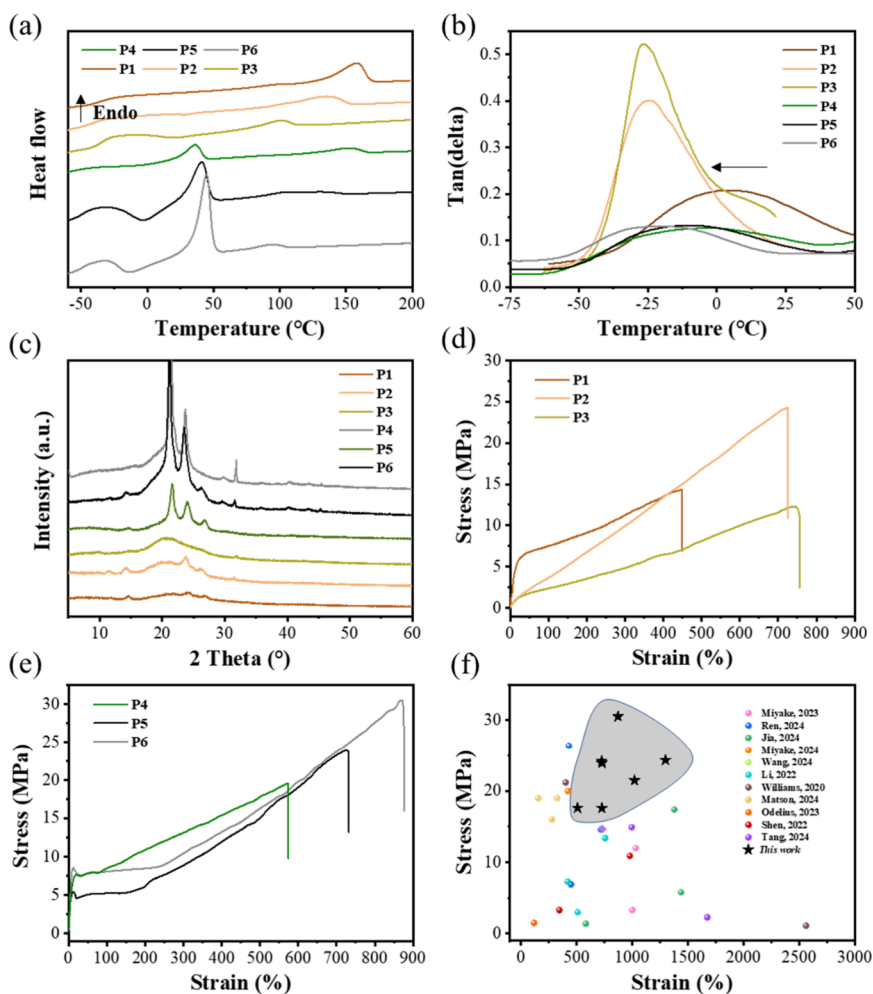 (a)
P4 P5 P6
P1 P2 P3
Endo
Heat flow
-50 0 50 100 150 200
Temperature (°C)
(b)
P1
P2
P3
P4
P5
P6
0.5
0.4
0.3
0.2
0.1
0.0
Tan(delta)
-75 -50 -25 0 25 50
Temperature (°C)
(c)
P1
P2
P3
P4
P5
P6
Intensity (a.u.)
10 20 30 40 50 60
2 Theta (°)
(d)
P1
P2
P3
30
25
20
15
10
5
0
Stress (MPa)
0 100 200 300 400 500 600 700 800 900
Strain (%)
(e)
P4
P5
P6
30
25
20
15
10
5
0
Stress (MPa)
0 100 200 300 400 500 600 700 800 900
Strain (%)
(f)
Miyake, 2023
Ren, 2024
Jia, 2024
Miyake, 2024
Wang, 2024
Li, 2022
Williams, 2020
Matson, 2024
Odelius, 2023
Shen, 2022
Tang, 2024
This work
30
20
10
0
Stress (MPa)
0 500 1000 1500 2000 2500 3000
Strain (%)